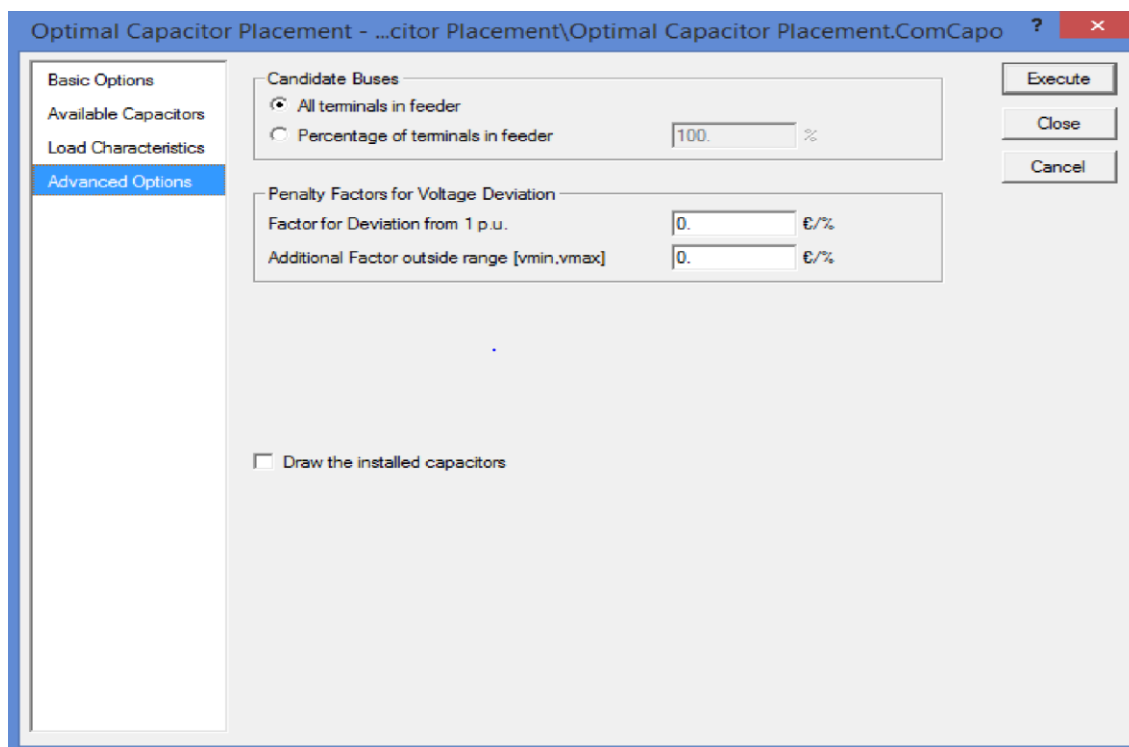 Optimal Capacitor Placement - ...citor Placement\Optimal Capacitor Placement.ComCapo ? ×
Basic Options
Available Capacitors
Load Characteristics
Advanced Options
Candidate Buses
All terminals in feeder
Percentage of terminals in feeder 100. %
Penalty Factors for Voltage Deviation
Factor for Deviation from 1 p.u. 0. €/%
Additional Factor outside range [vmin,vmax] 0. €/%
Draw the installed capacitors
Execute
Close
Cancel